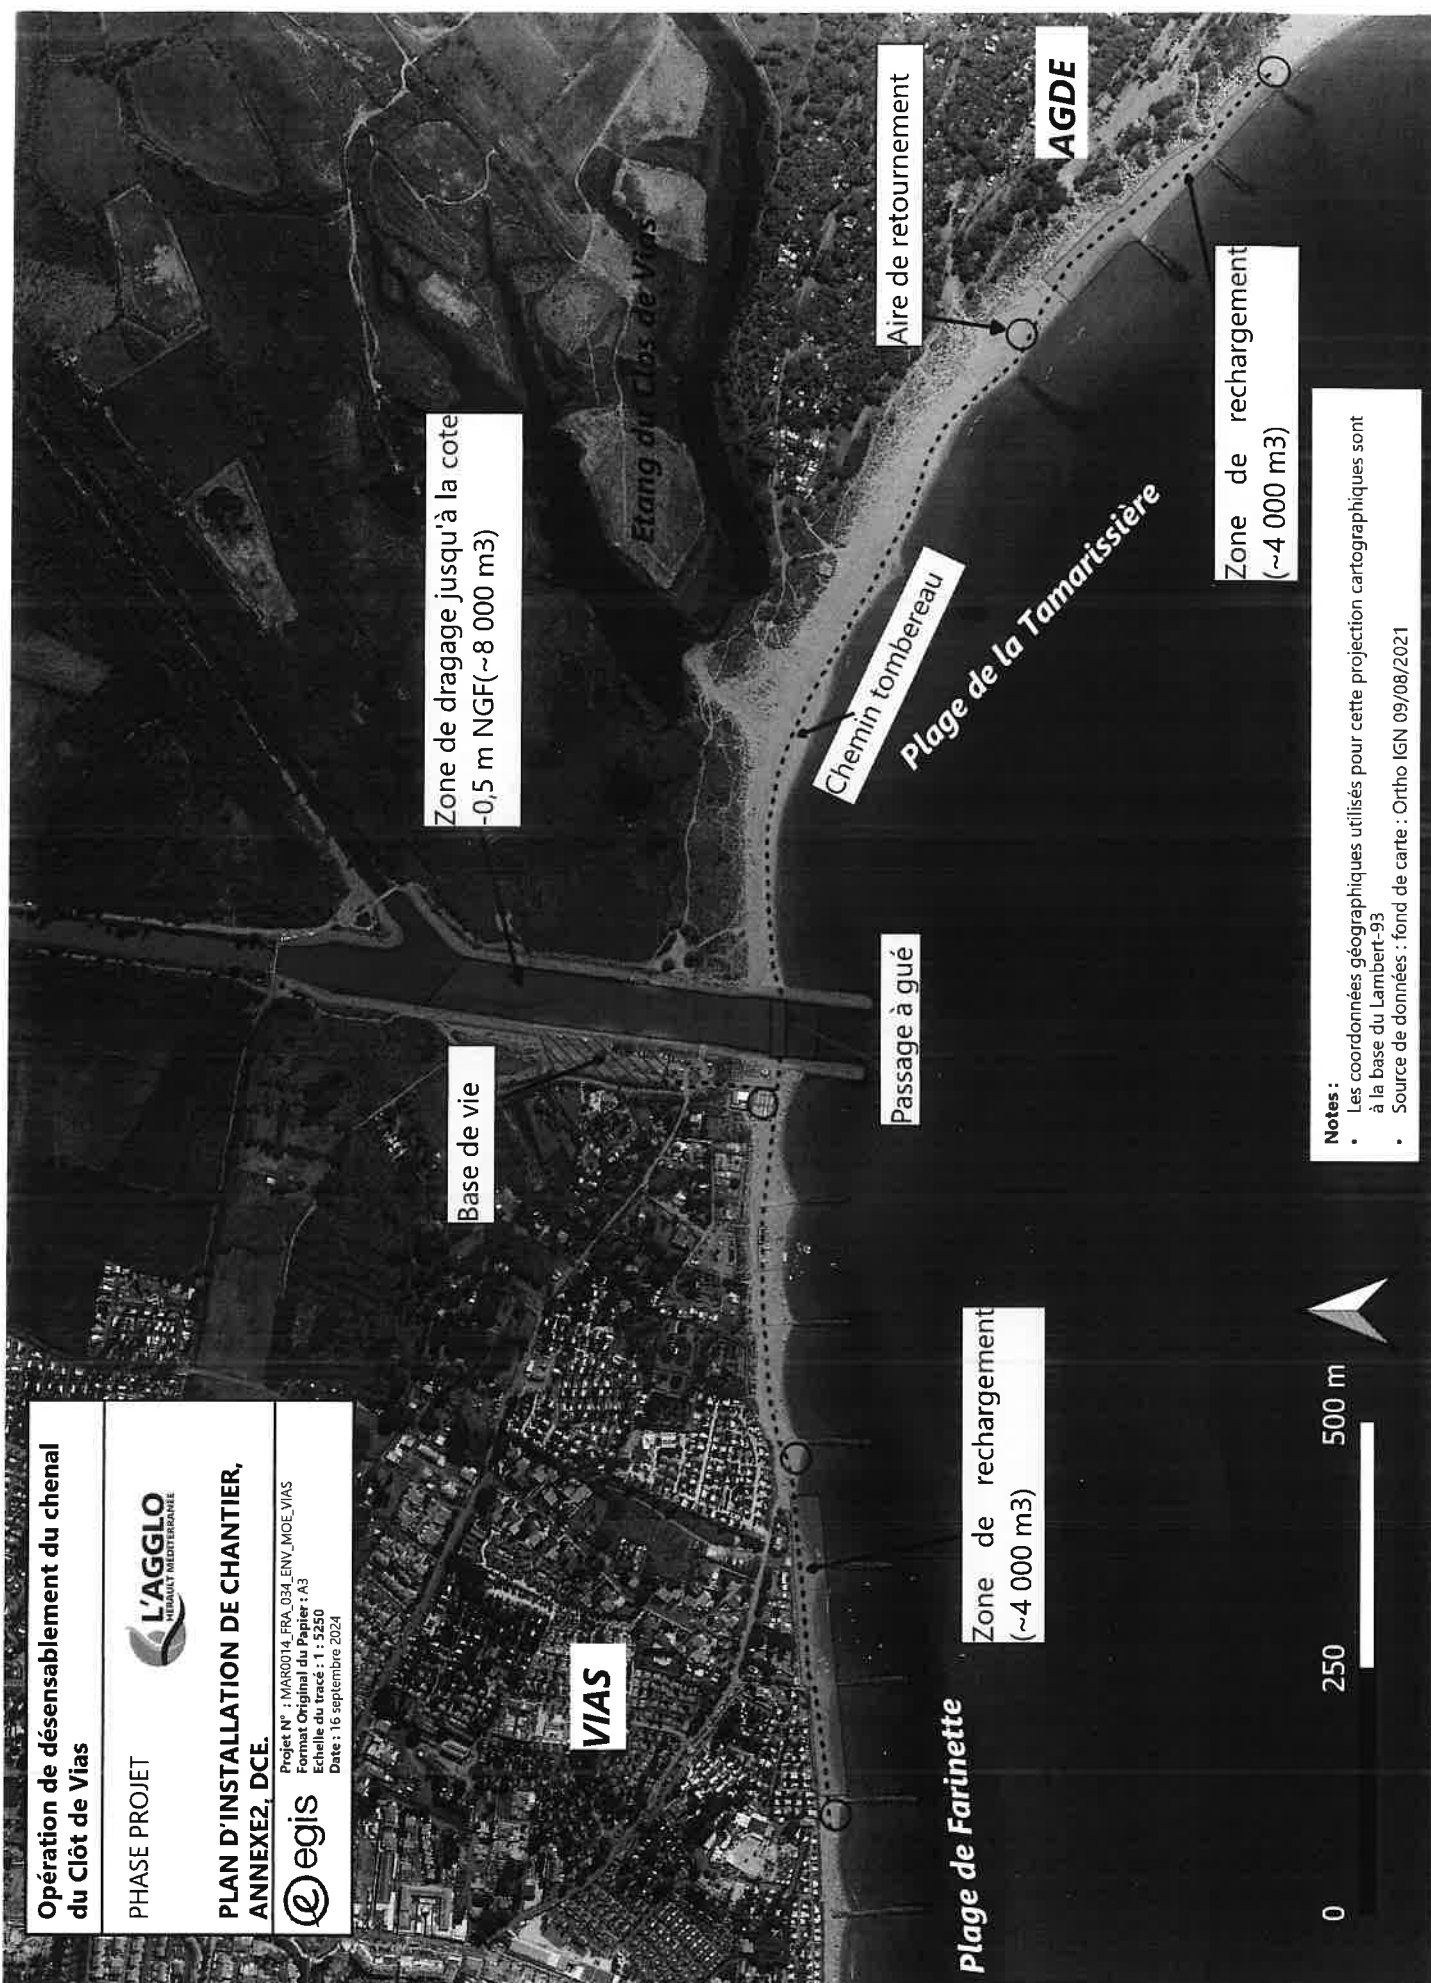 Opération de désensablement du chenal
du Clôt de Vias
PHASE PROJET
L'AGGLO
HÉRAULT MÉDITERRANÉE
PLAN D'INSTALLATION DE CHANTIER,
ANNEXE2, DCE.
egis
Projet N° : MAR0014_FRA_034_ENV_MOE_VIAS
Format Original du Papier : A3
Echelle du tracé : 1 : 5250
Date : 16 septembre 2024
Zone de dragage jusqu'à la cote
-0,5 m NGF(~8 000 m3)
Etang du Clos de Vias
Base de vie
VIAS
AGDE
Aire de retournement
Chemin tombereau
Passage à gué
Plage de la Tamarissière
Zone de rechargement
(~4 000 m3)
Plage de Farinette
Zone de rechargement
(~4 000 m3)
0 250 500 m
Notes :
• Les coordonnées géographiques utilisés pour cette projection cartographiques sont
à la base du Lambert-93
• Source de données : fond de carte : Ortho IGN 09/08/2021